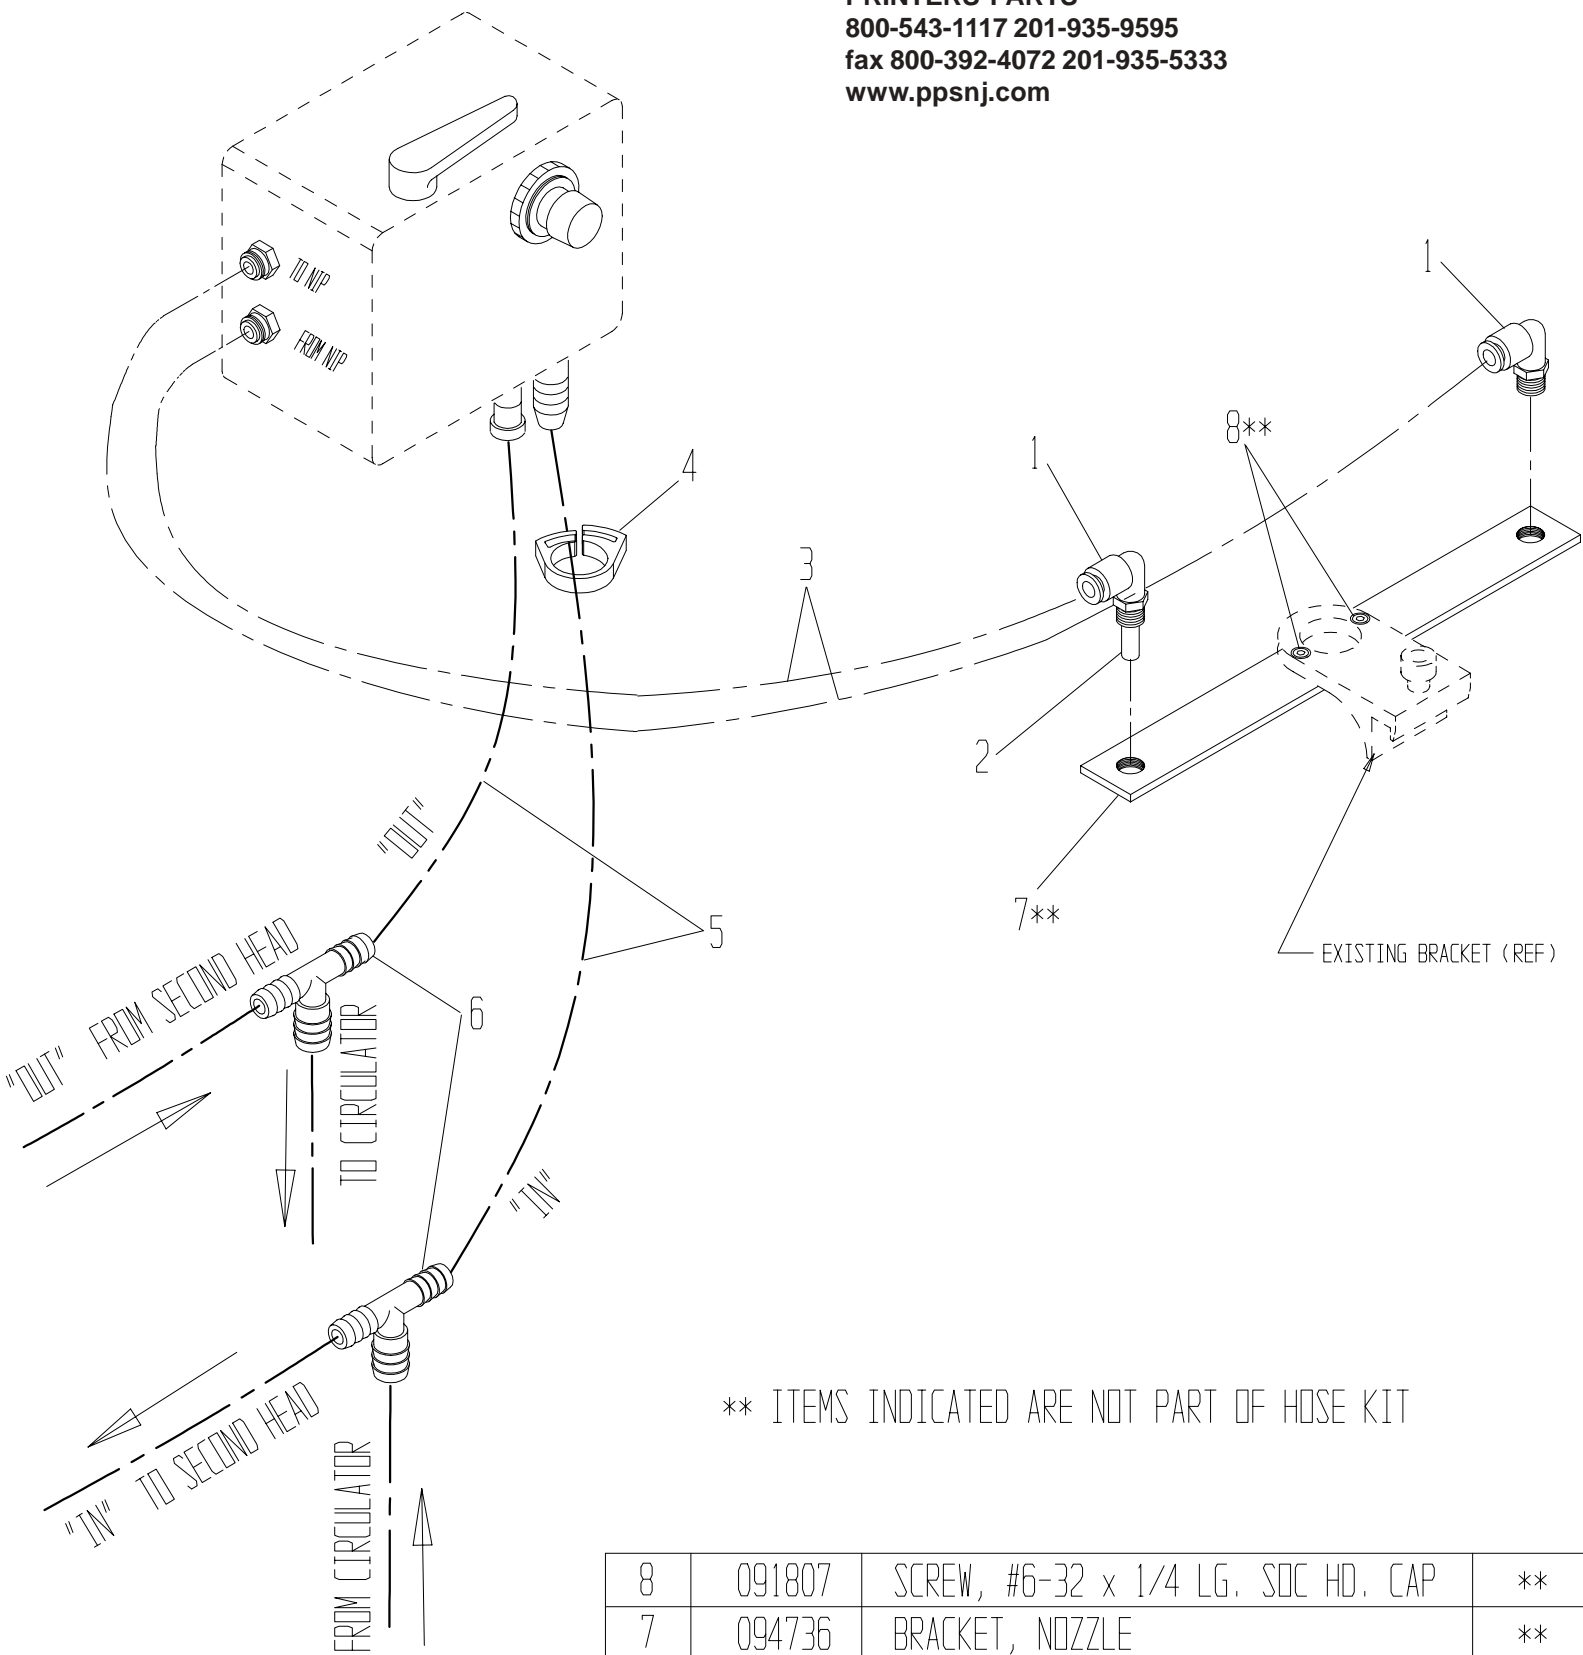 PRINTERS PARTS
800-543-1117 201-935-9595
fax 800-392-4072 201-935-5333
www.ppsnj.com
TO NIP
FROM NIP
1
1
8**
4
3
2
7**
5
EXISTING BRACKET (REF)
"OUT"
"OUT" FROM SECOND HEAD
6
TO CIRCULATOR
"IN"
"IN" TO SECOND HEAD
FROM CIRCULATOR
** ITEMS INDICATED ARE NOT PART OF HOSE KIT
8 091807 SCREW, #6-32 x 1/4 LG. SOC HD. CAP **
7 094736 BRACKET, NOZZLE **